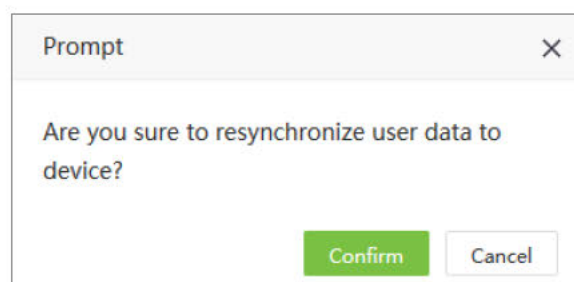 Prompt
Are you sure to resynchronize user data to
device?
Confirm
Cancel